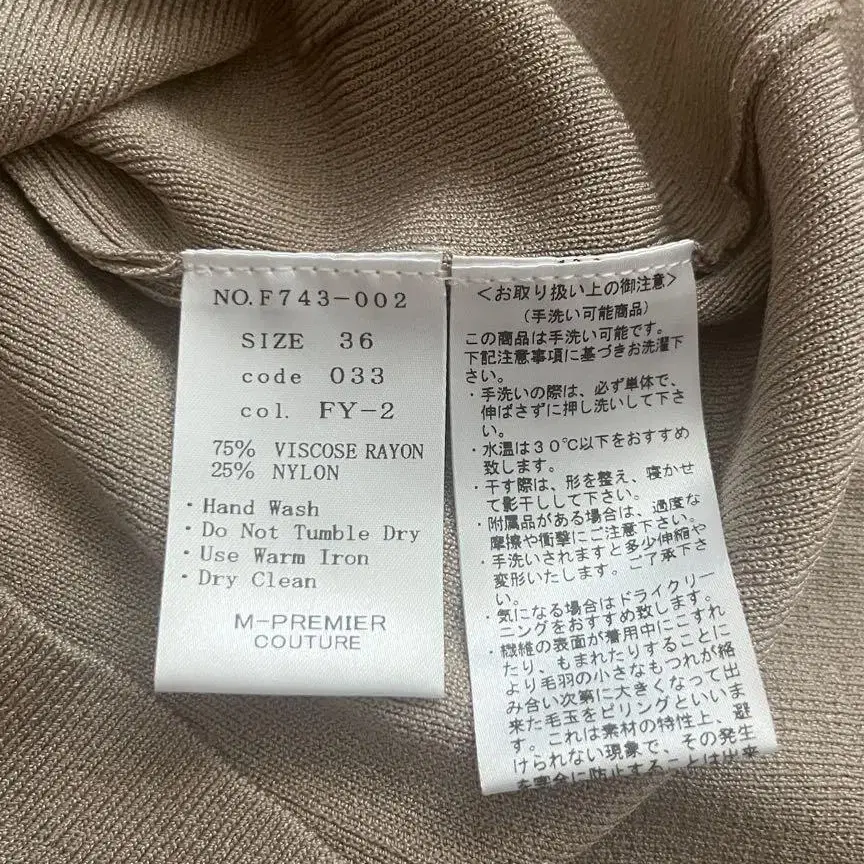 NO.F743-002
SIZE 36
code 033
col. FY-2
75% VISCOSE RAYON
25% NYLON
・Hand Wash
・Do Not Tumble Dry
・Use Warm Iron
・Dry Clean
M-PREMIER
COUTURE
＜お取り扱い上の御注意＞
（手洗い可能商品）
この商品は手洗い可能です。
下記注意事項に基づきお洗濯下
さい。
・手洗いの際は、必ず単体で、
伸ばさずに押し洗いして下さ
い。
・水温は３０℃以下をおすすめ
致します。
・干す際は、形を整え、寝かせ
て影干しして下さい。
・附属品がある場合は、過度な
摩擦や衝撃にご注意下さい。
・手洗いされますと多少伸縮や
変形いたします。ご了承下さ
い。
・気になる場合はドライクリー
ニングをおすすめ致します。
・繊維の表面が着用中にこすれ
たり、もまれたりすることに
より毛羽の小さなもつれが絡
み合い次第に大きくなって出
来た毛玉をピリングといいま
す。これは素材の特性上、避
けられない現象で、その発生
を完全に防止することは出来